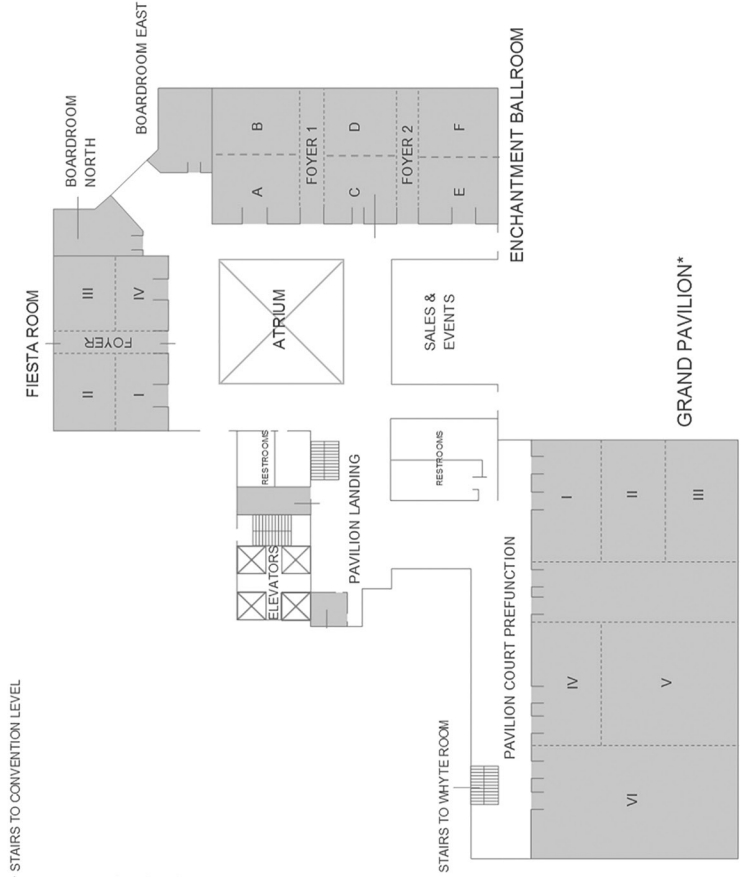 STAIRS TO CONVENTION LEVEL
FIESTA ROOM
II
I
FOYER
III
IV
BOARDROOM
NORTH
BOARDROOM EAST
A
B
FOYER 1
C
D
FOYER 2
E
F
ENCHANTMENT BALLROOM
ATRIUM
SALES &
EVENTS
RESTROOMS
ELEVATORS
PAVILION LANDING
RESTROOMS
STAIRS TO WHYTE ROOM
PAVILION COURT PREFUNCTION
GRAND PAVILION*
I
II
III
IV
V
VI